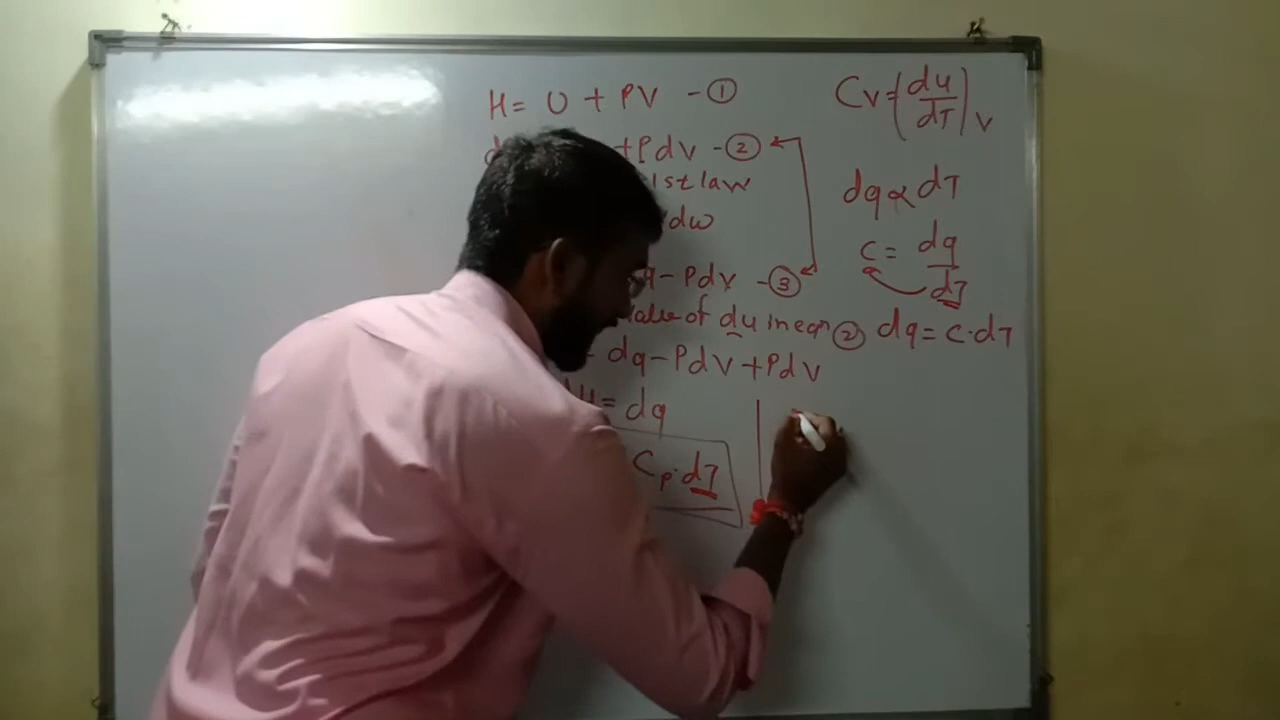 H = U + PV - ①
+ PdV - ②
1st law
dw
- PdV - ③
value of du in eqn ②
dq - PdV + PdV
= dq
Cp·dT
Cv = (du/dT)v
dq ∝ dT
C = dq/dT
dq = C·dT